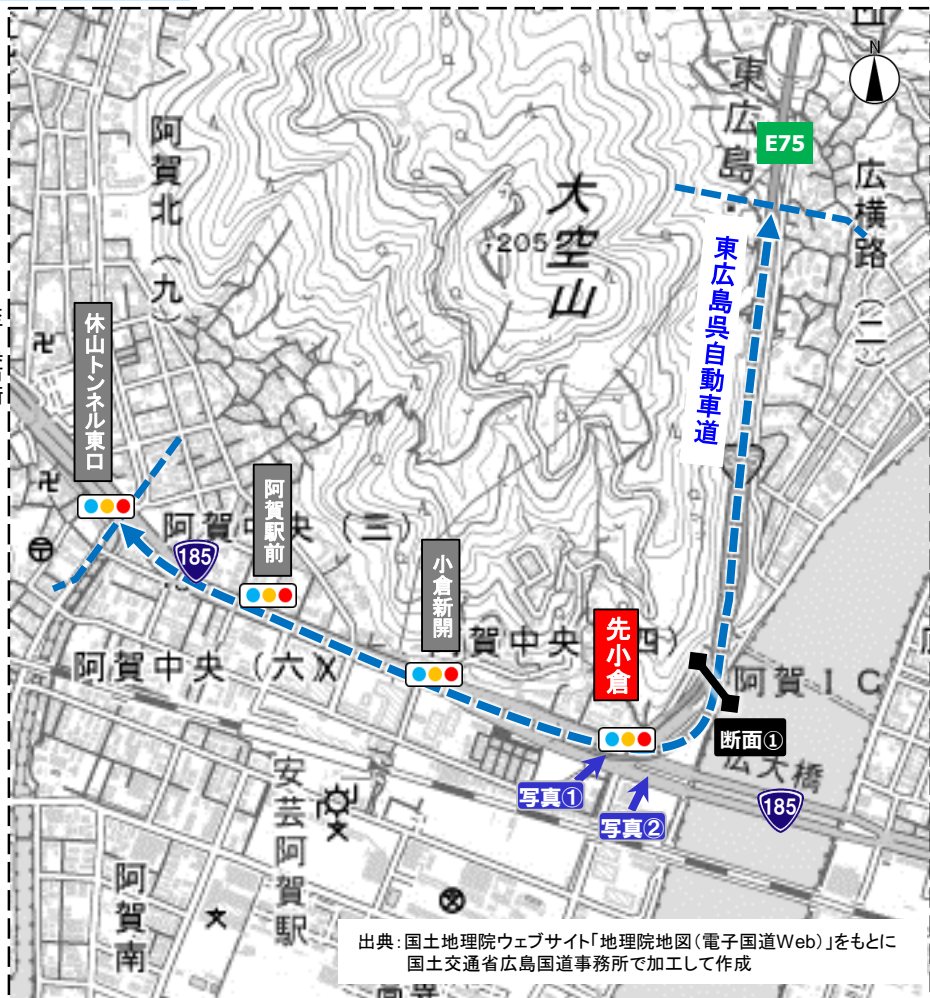 N
東広島
E75
広横路(二)
阿賀北(九)
大空山
・205
東広島呉自動車道
休山トンネル東口
阿賀駅前
阿賀中央(三)
185
小倉新開
先小倉
賀中央(四)
阿賀中央(六)
阿賀IC
断面①
広大橋
写真①
写真②
185
安芸阿賀駅
阿賀南
出典:国土地理院ウェブサイト「地理院地図(電子国道Web)」をもとに
国土交通省広島国道事務所で加工して作成